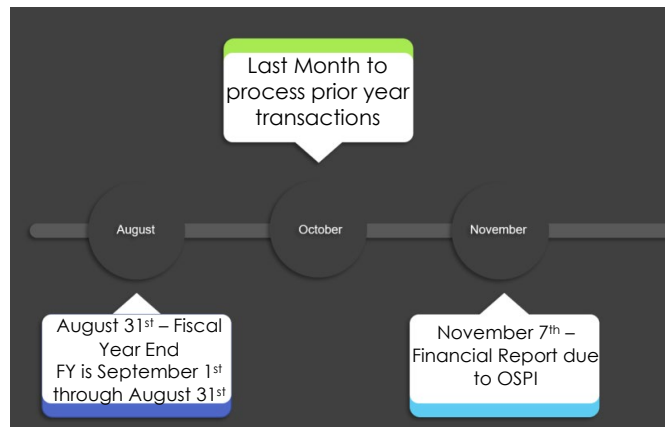 Last Month to
process prior year
transactions
August
October
November
August 31st – Fiscal
Year End
FY is September 1st
through August 31st
November 7th –
Financial Report due
to OSPI